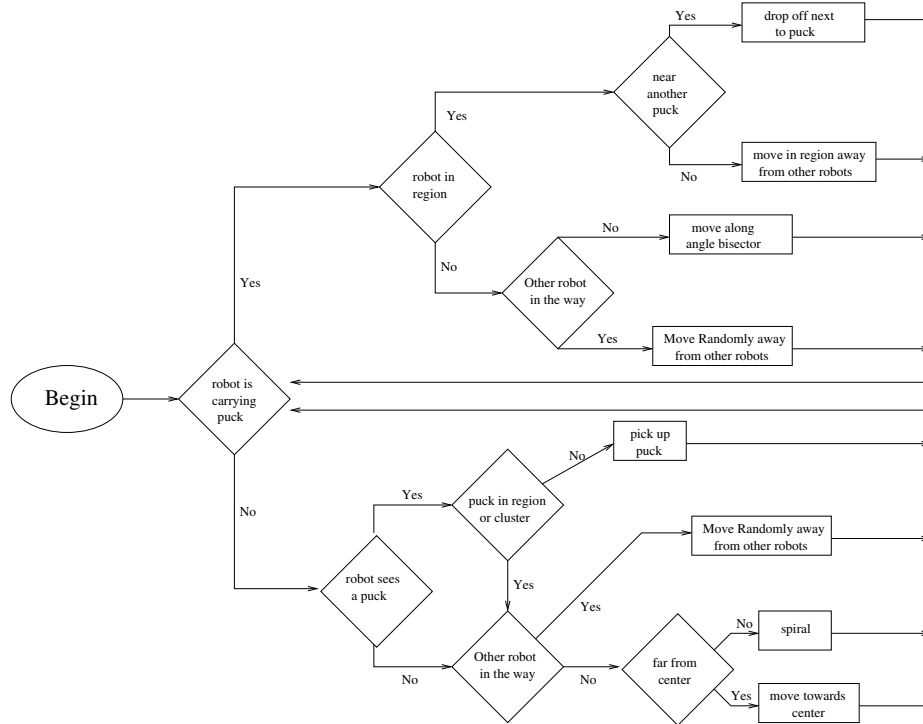 Yes
drop off next
to puck
near
another
puck
Yes
No
move in region away
from other robots
robot in
region
No
move along
angle bisector
Yes
No
Other robot
in the way
Yes
Move Randomly away
from other robots
Begin
robot is
carrying
puck
pick up
puck
No
No
Yes
puck in region
or cluster
Move Randomly away
from other robots
robot sees
a puck
Yes
Yes
No
spiral
Other robot
in the way
No
No
far from
center
Yes
move towards
center